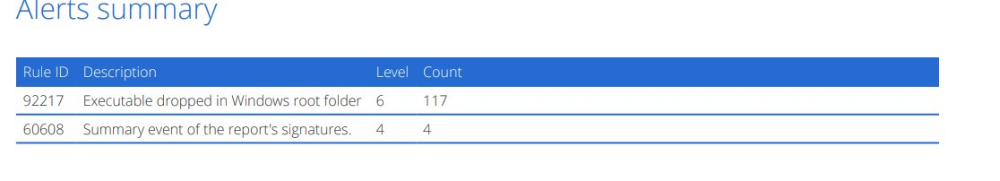 Alerts summary
Rule ID Description Level Count
92217 Executable dropped in Windows root folder 6 117
60608 Summary event of the report's signatures. 4 4